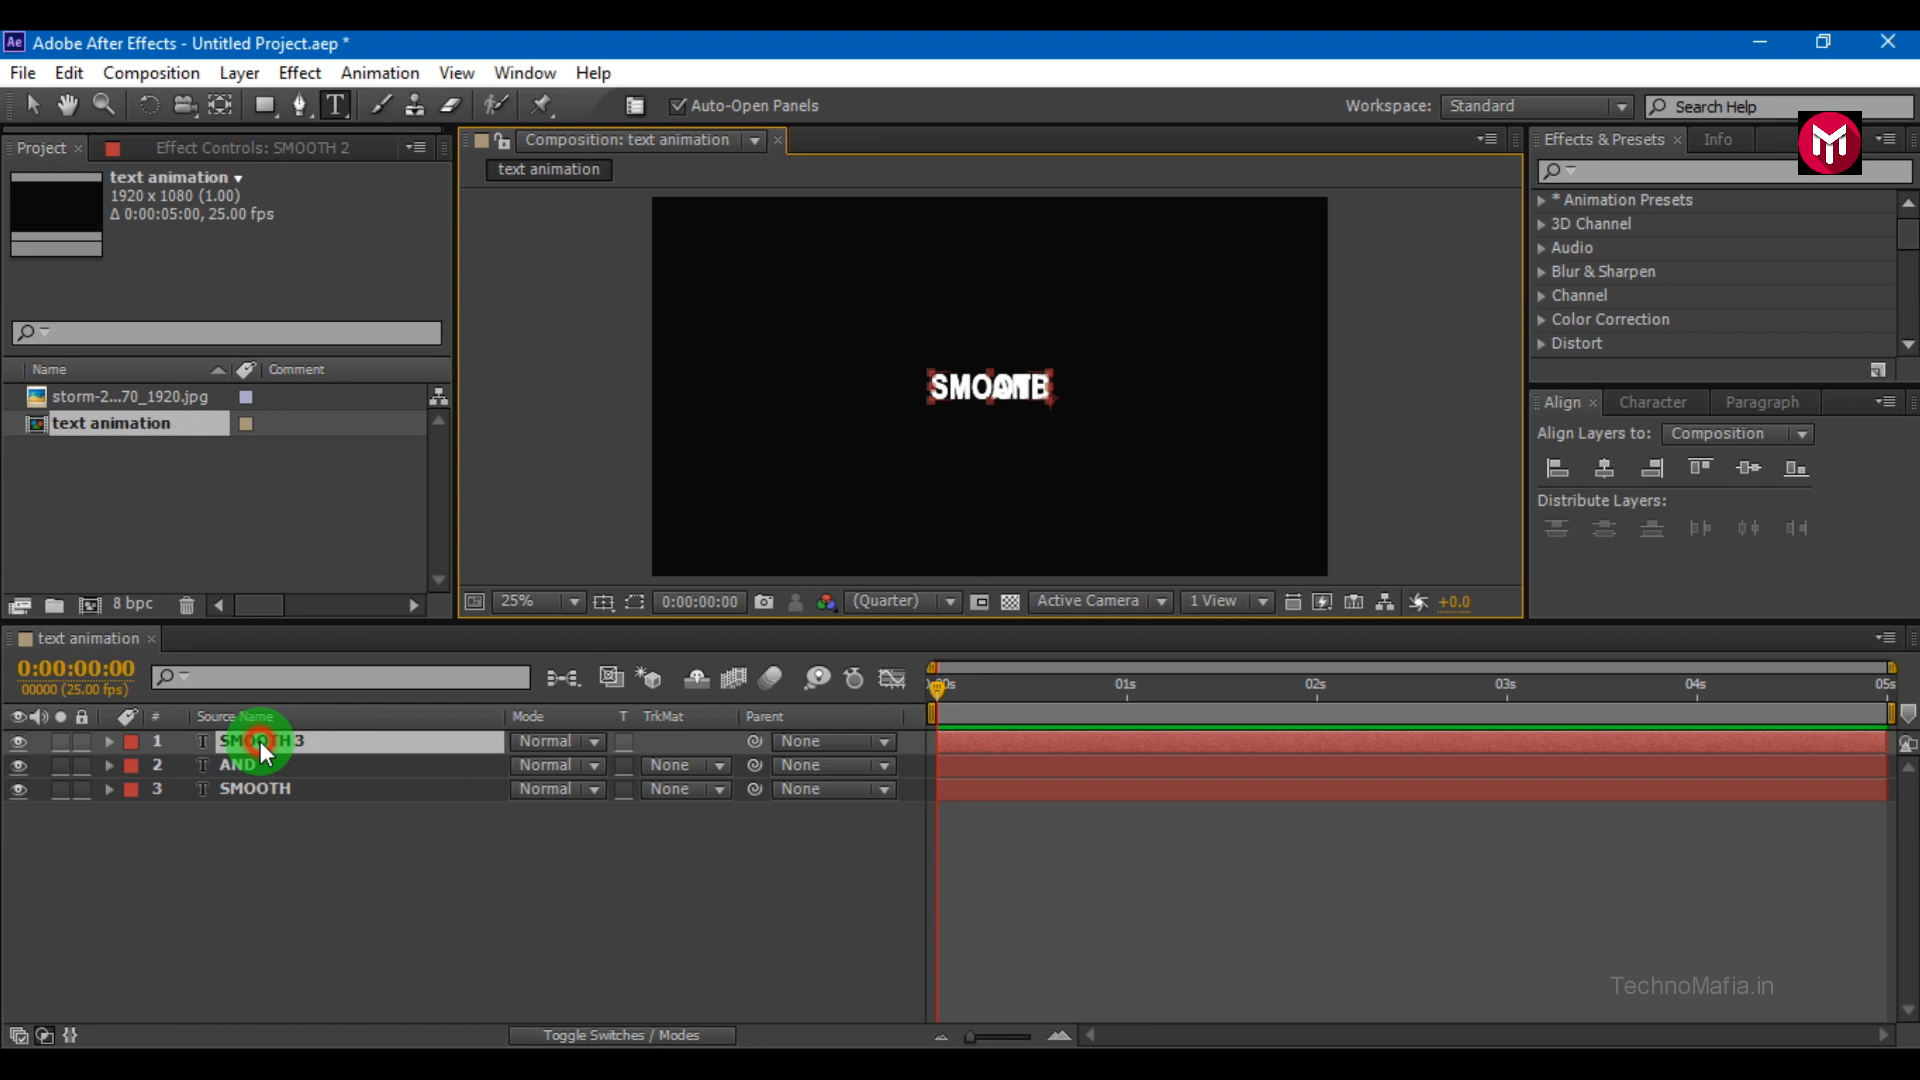 Ae Adobe After Effects - Untitled Project.aep *
File Edit Composition Layer Effect Animation View Window Help
T Auto-Open Panels Workspace: Standard Search Help
Project Effect Controls: SMOOTH 2 Composition: text animation Effects & Presets Info
text animation
1920 x 1080 (1.00)
Δ 0:00:05:00, 25.00 fps
text animation
* Animation Presets
3D Channel
Audio
Blur & Sharpen
Channel
Color Correction
Distort
Name Comment
storm-2...70_1920.jpg
text animation
Align Character Paragraph
Align Layers to: Composition
Distribute Layers:
8 bpc
25% 0:00:00:00 (Quarter) Active Camera 1 View +0.0
text animation
0:00:00:00
00000 (25.00 fps)
01s 02s 03s 04s 05s
# Source Name Mode T TrkMat Parent
1 T SMOOTH 3 Normal None
2 T AND Normal None None
3 T SMOOTH Normal None None
TechnoMafia.in
Toggle Switches / Modes